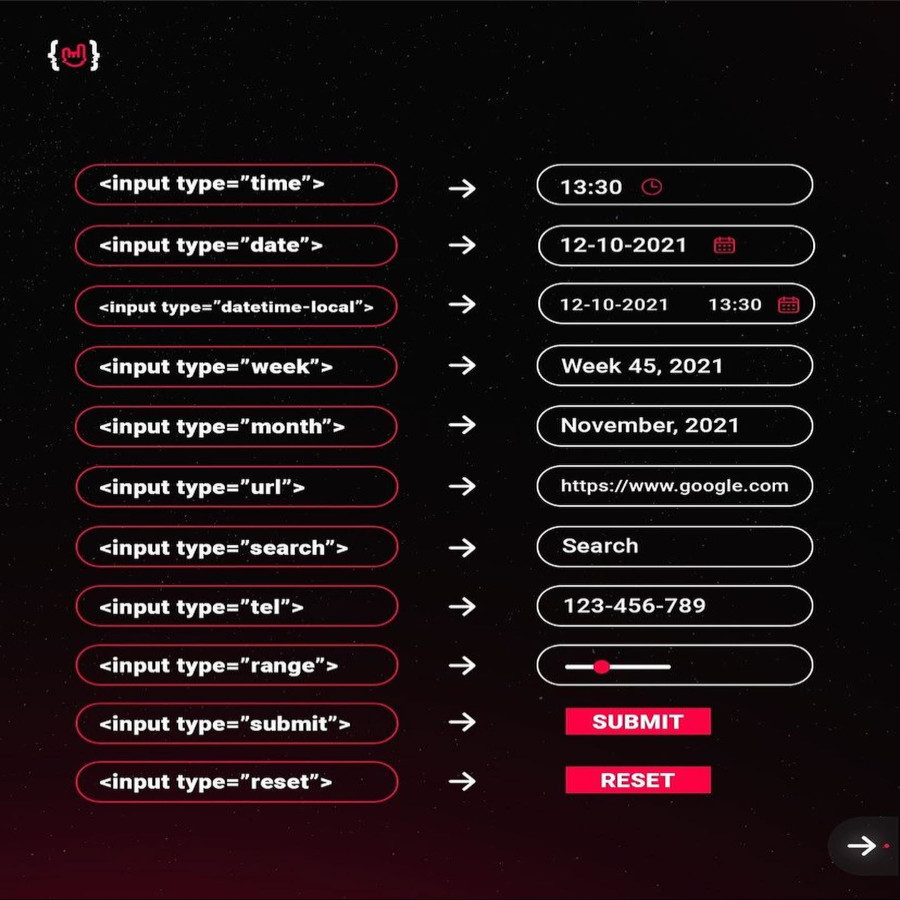 <input type=”time”> → 13:30
<input type=”date”> → 12-10-2021
<input type=”datetime-local”> → 12-10-2021 13:30
<input type=”week”> → Week 45, 2021
<input type=”month”> → November, 2021
<input type=”url”> → https://www.google.com
<input type=”search”> → Search
<input type=”tel”> → 123-456-789
<input type=”range”> →
<input type=”submit”> → SUBMIT
<input type=”reset”> → RESET